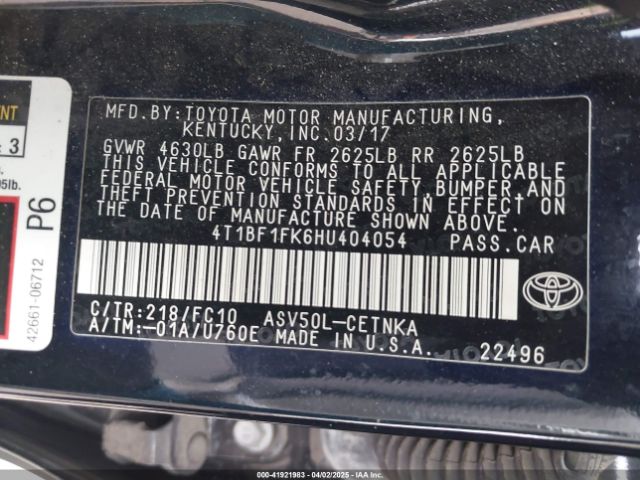 MFD. BY: TOYOTA MOTOR MANUFACTURING,
KENTUCKY, INC. 03/17
GVWR 4630LB GAWR FR 2625LB RR 2625LB
THIS VEHICLE CONFORMS TO ALL APPLICABLE
FEDERAL MOTOR VEHICLE SAFETY, BUMPER, AND
THEFT PREVENTION STANDARDS IN EFFECT ON
THE DATE OF MANUFACTURE SHOWN ABOVE.
4T1BF1FK6HU404054 PASS. CAR
C/TR: 218/FC10 ASV50L-CETNKA
A/TM: -01A/U760E MADE IN U.S.A.
22496
: 3
P6
42661-06712
000-41921983 - 04/02/2025 - IAAI.COM